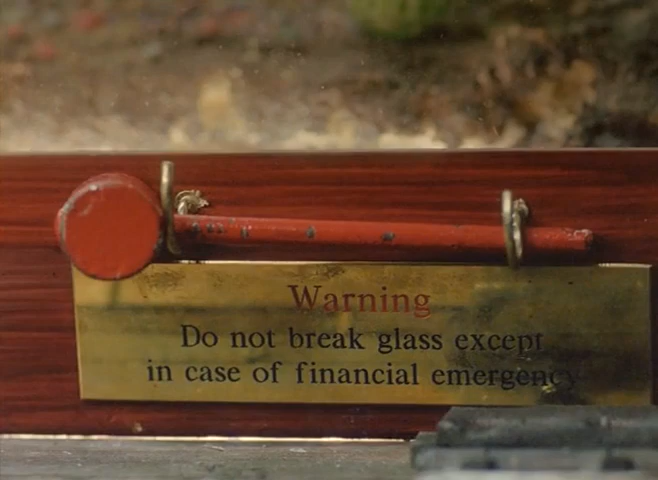 Warning
Do not break glass except
in case of financial emergency